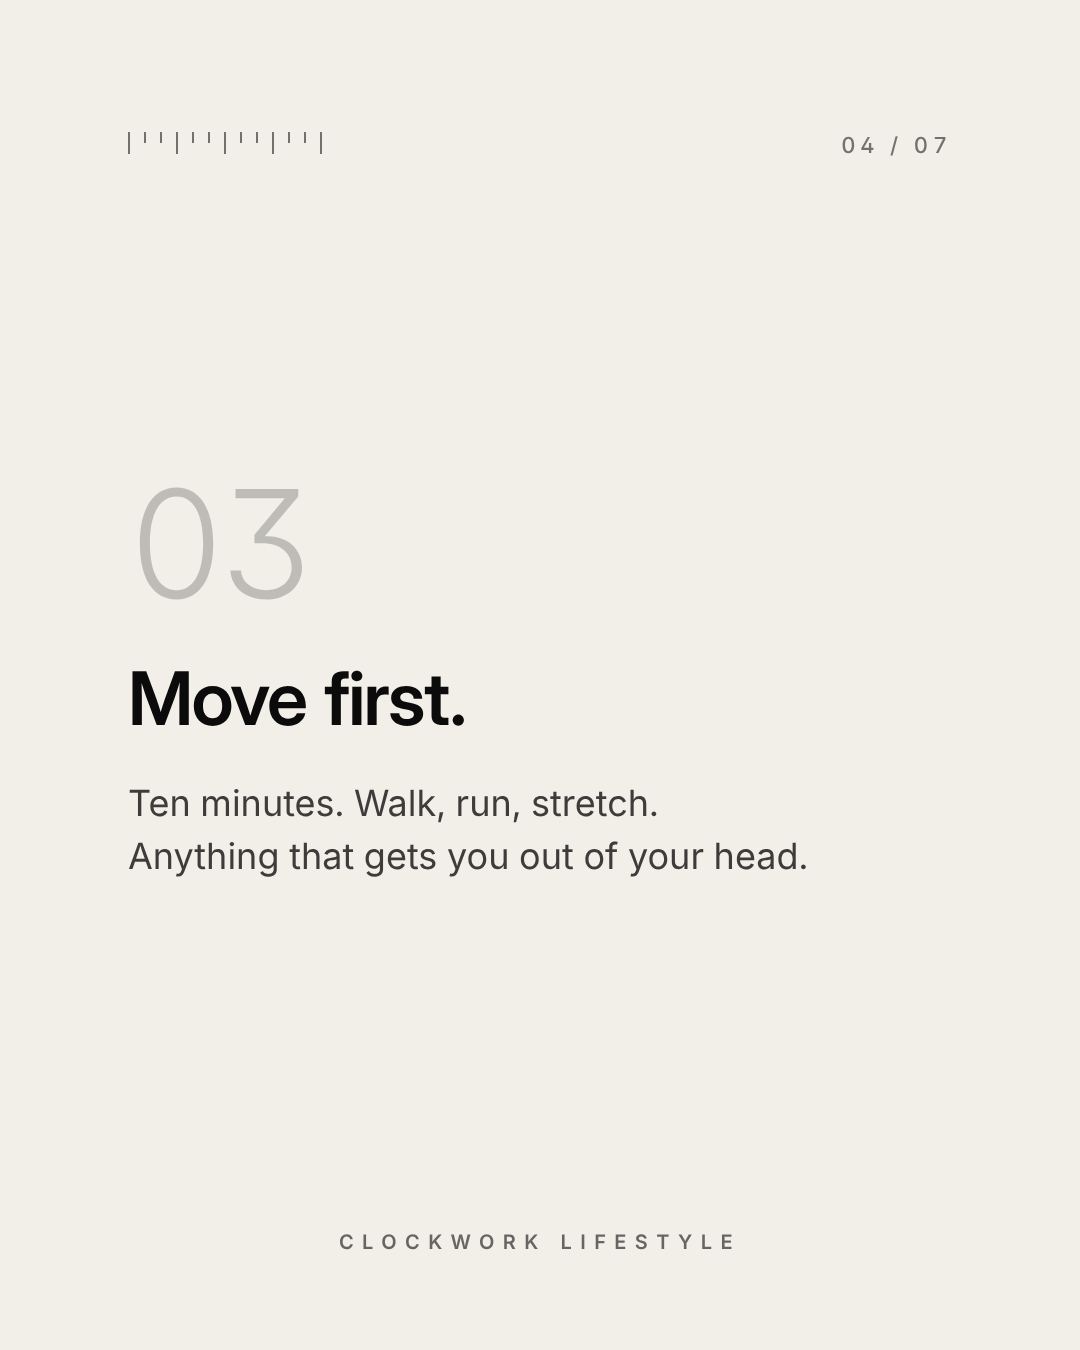 04 / 07
03
Move first.
Ten minutes. Walk, run, stretch.
Anything that gets you out of your head.
CLOCKWORK LIFESTYLE